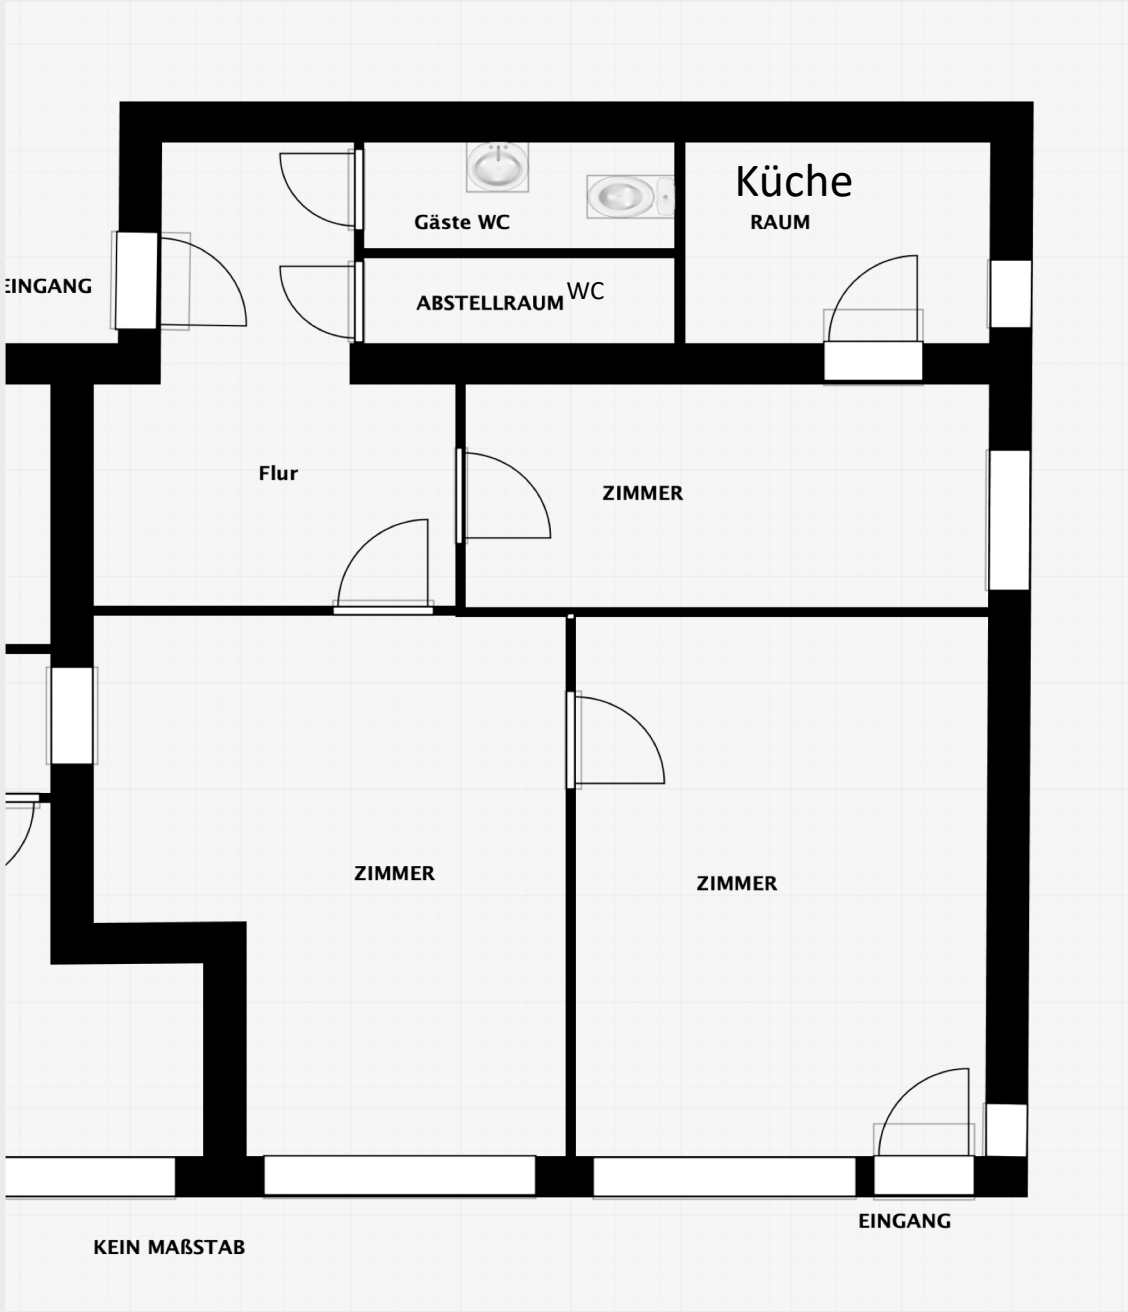 Küche
Gäste WC
RAUM
EINGANG
ABSTELLRAUM WC
Flur
ZIMMER
ZIMMER
ZIMMER
EINGANG
KEIN MAßSTAB